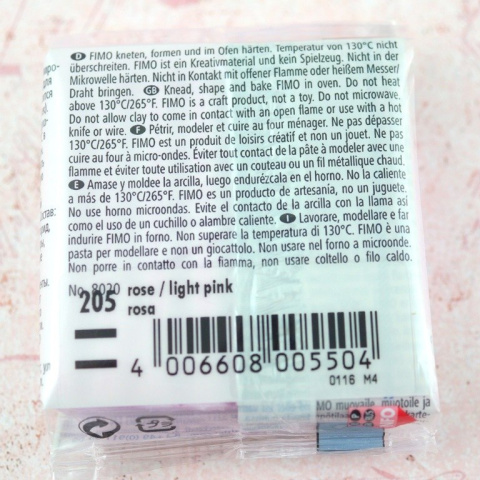 D FIMO kneten, formen und im Ofen härten. Temperatur von 130°C nicht
überschreiten. FIMO ist ein Kreativmaterial und kein Spielzeug. Nicht in der
Mikrowelle härten. Nicht in Kontakt mit offener Flamme oder heißem Messer/
Draht bringen. GB Knead, shape and bake FIMO in oven. Do not heat
above 130°C/265°F. FIMO is a craft product, not a toy. Do not microwave.
Do not allow clay to come in contact with an open flame or use with a hot
knife or wire. F Pétrir, modeler et cuire au four ménager. Ne pas dépasser
130°C/265°F. FIMO est un produit de loisirs créatif et non un jouet. Ne pas
cuire au four à micro-ondes. Éviter tout contact de la pâte à modeler avec une
flamme et éviter toute utilisation avec un couteau ou un fil métallique chaud.
E Amase y moldee la arcilla, luego endurézcala en el horno. No la caliente
a más de 130°C/265°F. FIMO es un producto de artesanía, no un juguete.
No use horno microondas. Evite el contacto de la arcilla con la llama así
como el uso de un cuchillo o alambre caliente. I Lavorare, modellare e far
indurire FIMO in forno. Non superare la temperatura di 130°C. FIMO è una
pasta per modellare e non un giocattolo. Non usare nel forno a microonde.
Non porre in contatto con la fiamma, non usare coltello o filo caldo.
No. 8020
205 rose / light pink
rosa
4 006608 005504
0116 M4
MO muovaile, muotoile ja